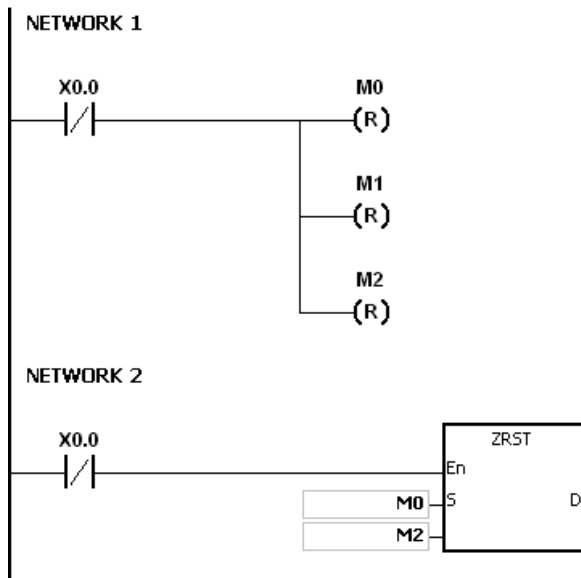 NETWORK 1
X0.0
M0
(R)
M1
(R)
M2
(R)
NETWORK 2
X0.0
ZRST
En
M0 S D
M2